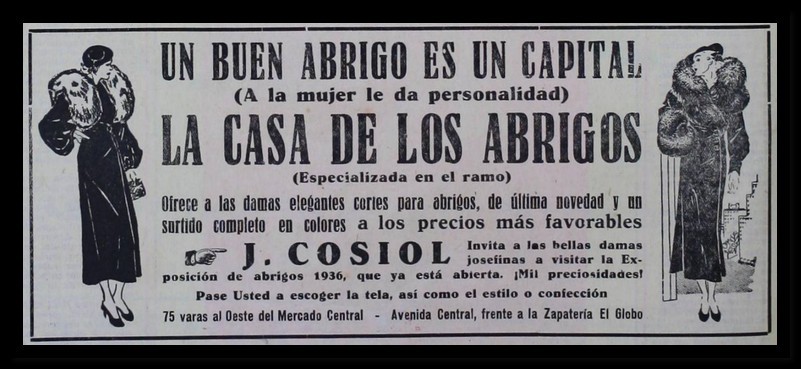 UN BUEN ABRIGO ES UN CAPITAL
(A la mujer le da personalidad)
LA CASA DE LOS ABRIGOS
(Especializada en el ramo)
Ofrece a las damas elegantes cortes para abrigos, de última novedad y un
surtido completo en colores a los precios más favorables
J. COSIOL Invita a las bellas damas
josefinas a visitar la Ex-
posición de abrigos 1936, que ya está abierta. ¡Mil preciosidades!
Pase Usted a escoger la tela, así como el estilo o confección
75 varas al Oeste del Mercado Central - Avenida Central, frente a la Zapatería El Globo